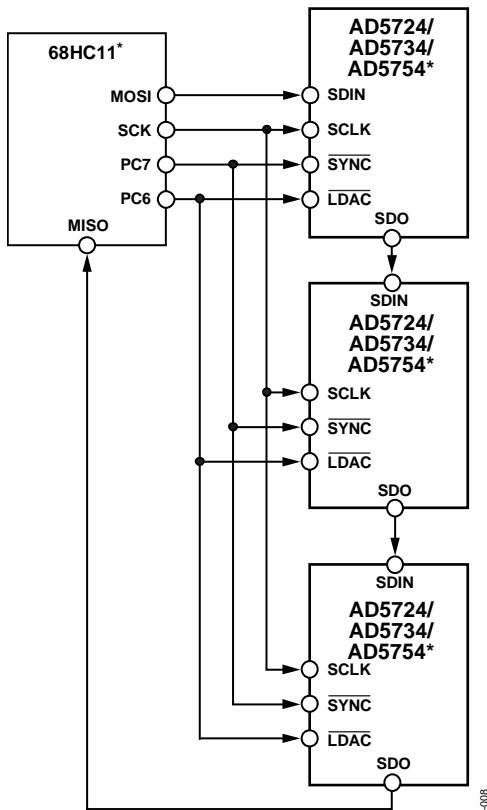 68HC11*
MOSI
SCK
PC7
PC6
MISO
AD5724/
AD5734/
AD5754*
SDIN
SCLK
SYNC
LDAC
SDO
SDIN
AD5724/
AD5734/
AD5754*
SCLK
SYNC
LDAC
SDO
SDIN
AD5724/
AD5734/
AD5754*
SCLK
SYNC
LDAC
SDO
-008